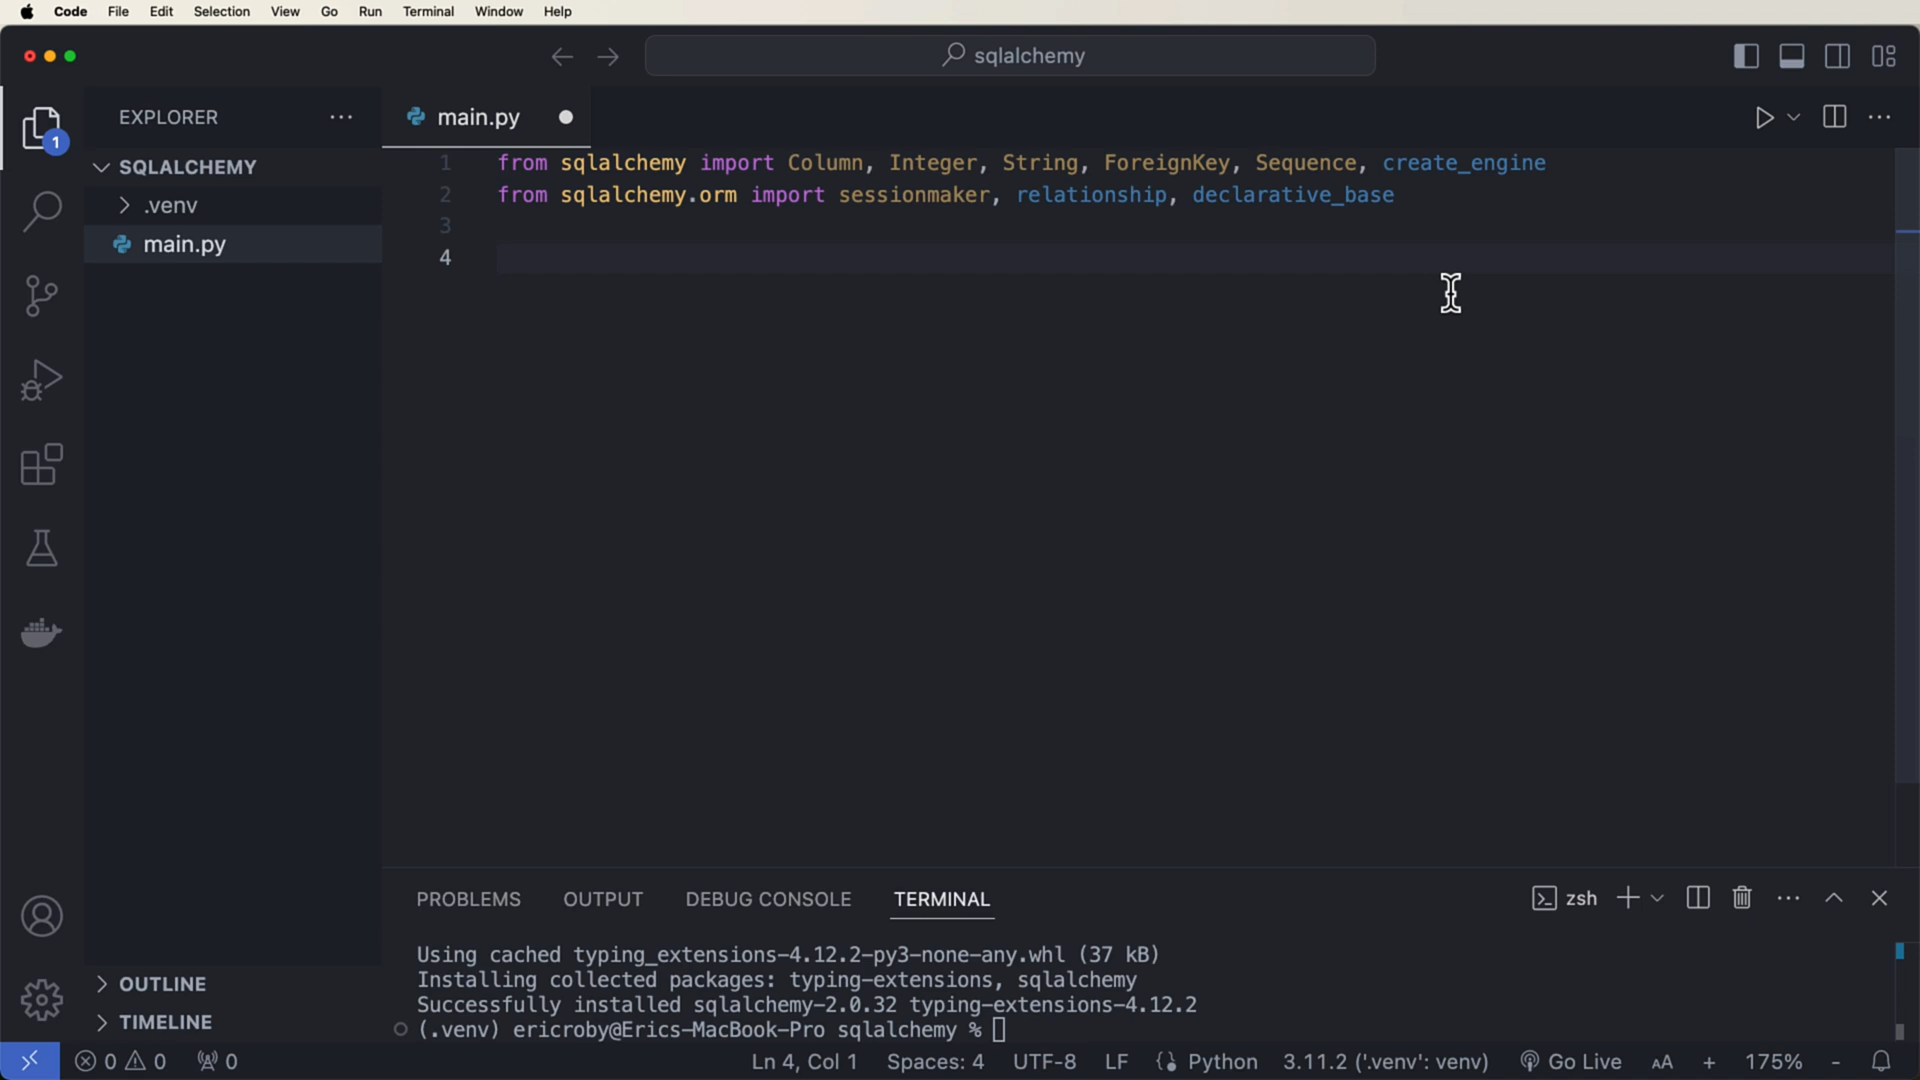 Code File Edit Selection View Go Run Terminal Window Help
sqlalchemy
1
EXPLORER
main.py
SQLALCHEMY
.venv
main.py
1 from sqlalchemy import Column, Integer, String, ForeignKey, Sequence, create_engine
2 from sqlalchemy.orm import sessionmaker, relationship, declarative_base
3
4
OUTLINE
TIMELINE
PROBLEMS OUTPUT DEBUG CONSOLE TERMINAL
zsh
Using cached typing_extensions-4.12.2-py3-none-any.whl (37 kB)
Installing collected packages: typing-extensions, sqlalchemy
Successfully installed sqlalchemy-2.0.32 typing-extensions-4.12.2
(.venv) ericroby@Erics-MacBook-Pro sqlalchemy %
0 0 0 Ln 4, Col 1 Spaces: 4 UTF-8 LF Python 3.11.2 ('.venv': venv) Go Live AA + 175% -